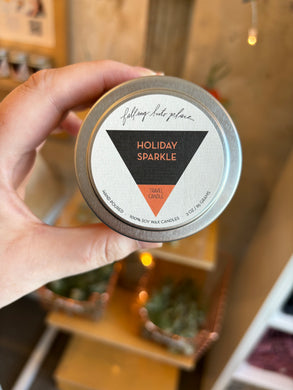 falling into place
HOLIDAY
SPARKLE
TRAVEL
CANDLE
HAND POURED
100% SOY WAX CANDLES
3 OZ / 85 GRAMS